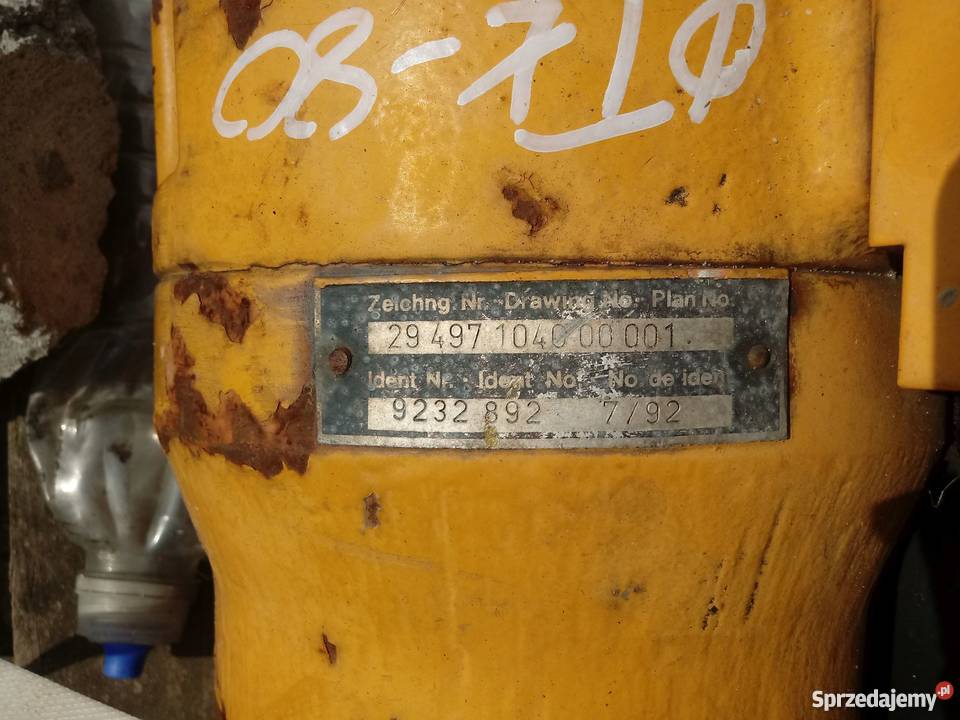 Zeichng Nr.-Drawing No.-Plan No.
29 497 1040 00 001.
Ident Nr. - Ident No - No de iden
9232 892 7/92
Sprzedajemy.pl